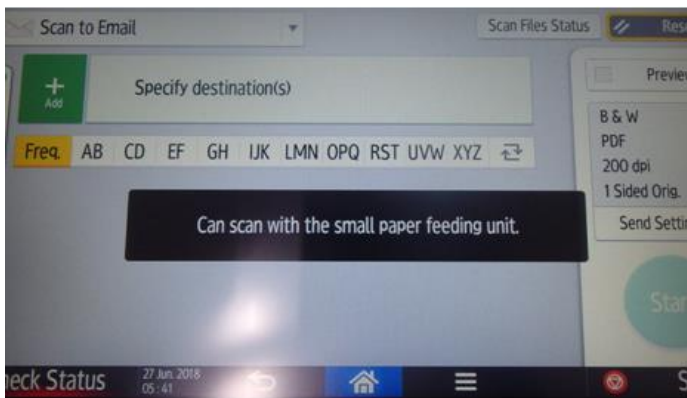 Scan to Email
Scan Files Status
Add
Specify destination(s)
B & W
PDF
200 dpi
1 Sided Orig.
Freq. AB CD EF GH IJK LMN OPQ RST UVW XYZ
Can scan with the small paper feeding unit.
Send
Status
27 Jun. 2018
05 : 41